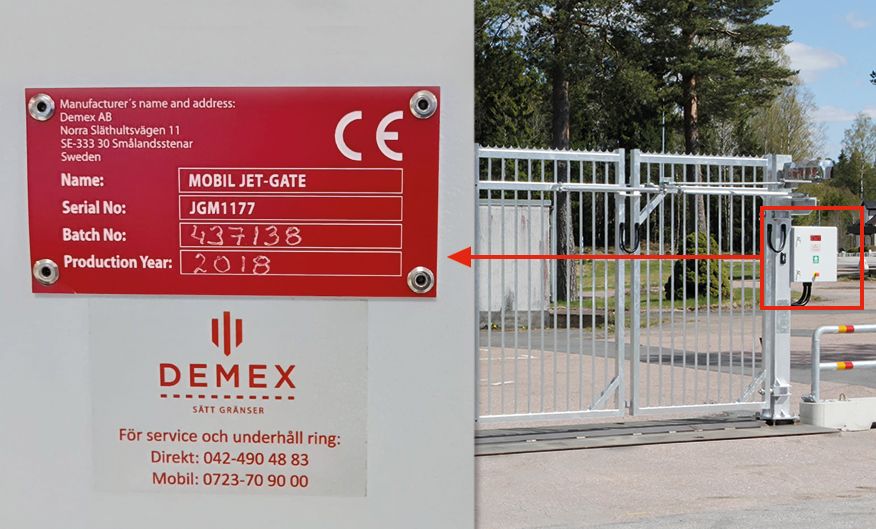 Manufacturer´s name and address:
Demex AB
Norra Släthultsvägen 11
SE-333 30 Smålandsstenar
Sweden
CE
Name: MOBIL JET-GATE
Serial No: JGM1177
Batch No: 437138
Production Year: 2018
DEMEX
SÄTT GRÄNSER
För service och underhåll ring:
Direkt: 042-490 48 83
Mobil: 0723-70 90 00